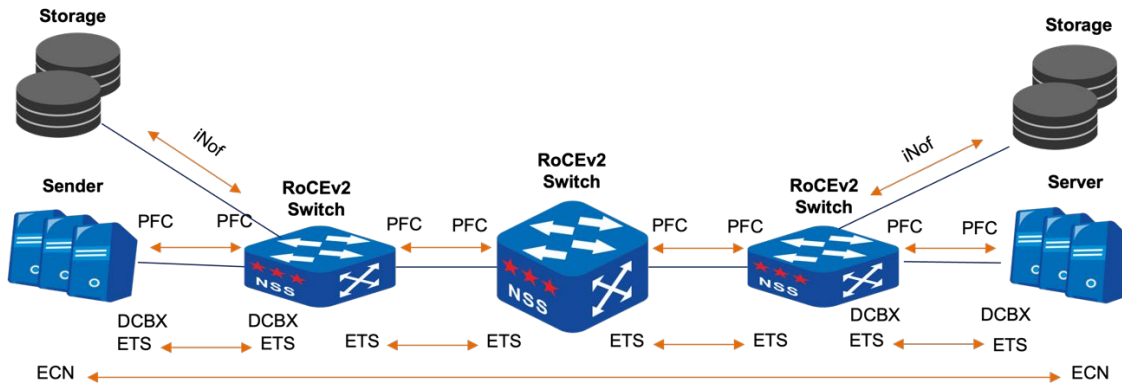 Storage
Storage
iNof
iNof
RoCEv2
Switch
Sender
RoCEv2
Switch
RoCEv2
Switch
Server
PFC
PFC
PFC
PFC
PFC
PFC
PFC
PFC
NSS
NSS
NSS
DCBX
DCBX
DCBX
DCBX
ETS
ETS
ETS
ETS
ETS
ETS
ETS
ETS
ECN
ECN